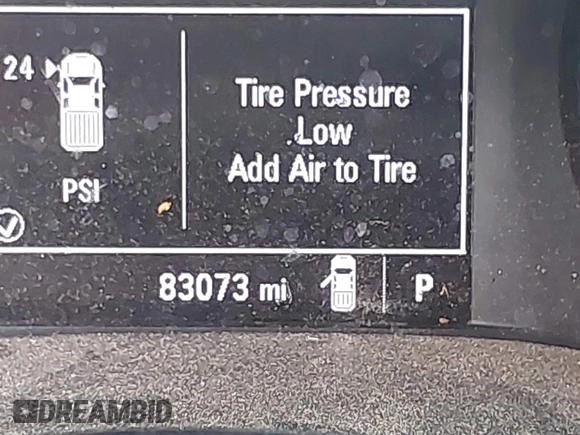 24
Tire Pressure
Low
Add Air to Tire
PSI
83073 mi
P
DREAMBID